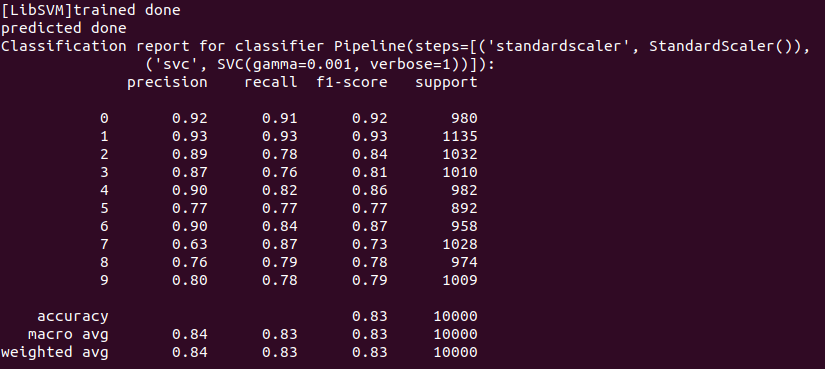 [LibSVM]trained done
predicted done
Classification report for classifier Pipeline(steps=[('standardscaler', StandardScaler()),
                ('svc', SVC(gamma=0.001, verbose=1))]):
              precision    recall  f1-score   support

           0       0.92      0.91      0.92       980
           1       0.93      0.93      0.93      1135
           2       0.89      0.78      0.84      1032
           3       0.87      0.76      0.81      1010
           4       0.90      0.82      0.86       982
           5       0.77      0.77      0.77       892
           6       0.90      0.84      0.87       958
           7       0.63      0.87      0.73      1028
           8       0.76      0.79      0.78       974
           9       0.80      0.78      0.79      1009

    accuracy                           0.83     10000
   macro avg       0.84      0.83      0.83     10000
weighted avg       0.84      0.83      0.83     10000